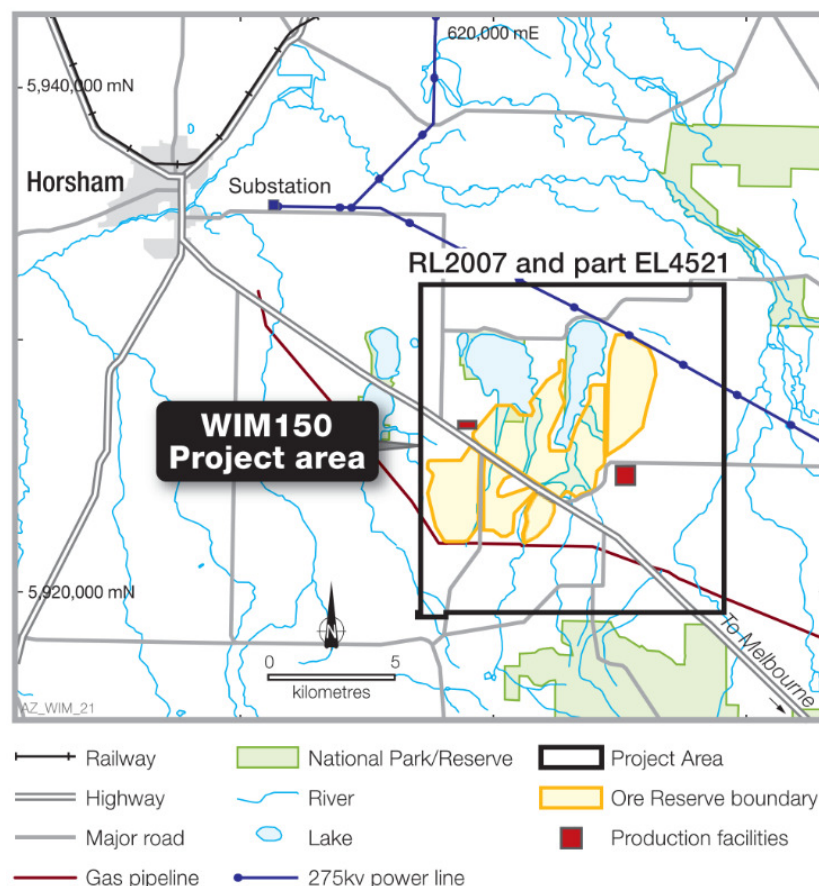 620,000 mE
5,940,000 mN
Horsham
Substation
RL2007 and part EL4521
WIM150
Project area
5,920,000 mN
N
0 5
kilometres
To Melbourne
AZ_WIM_21
Railway
National Park/Reserve
Project Area
Highway
River
Ore Reserve boundary
Major road
Lake
Production facilities
Gas pipeline
275kv power line